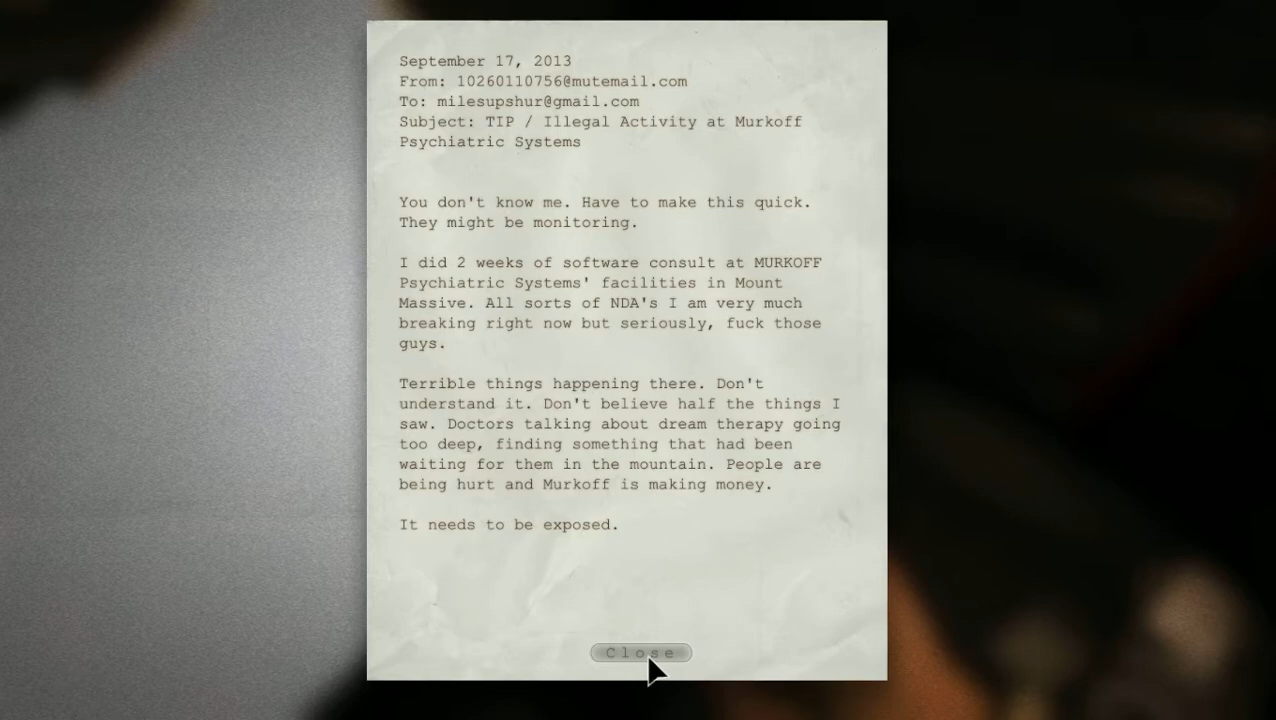 September 17, 2013
From: 10260110756@mutemail.com
To: milesupshur@gmail.com
Subject: TIP / Illegal Activity at Murkoff
Psychiatric Systems
You don't know me. Have to make this quick.
They might be monitoring.
I did 2 weeks of software consult at MURKOFF
Psychiatric Systems' facilities in Mount
Massive. All sorts of NDA's I am very much
breaking right now but seriously, fuck those
guys.
Terrible things happening there. Don't
understand it. Don't believe half the things I
saw. Doctors talking about dream therapy going
too deep, finding something that had been
waiting for them in the mountain. People are
being hurt and Murkoff is making money.
It needs to be exposed.
Close